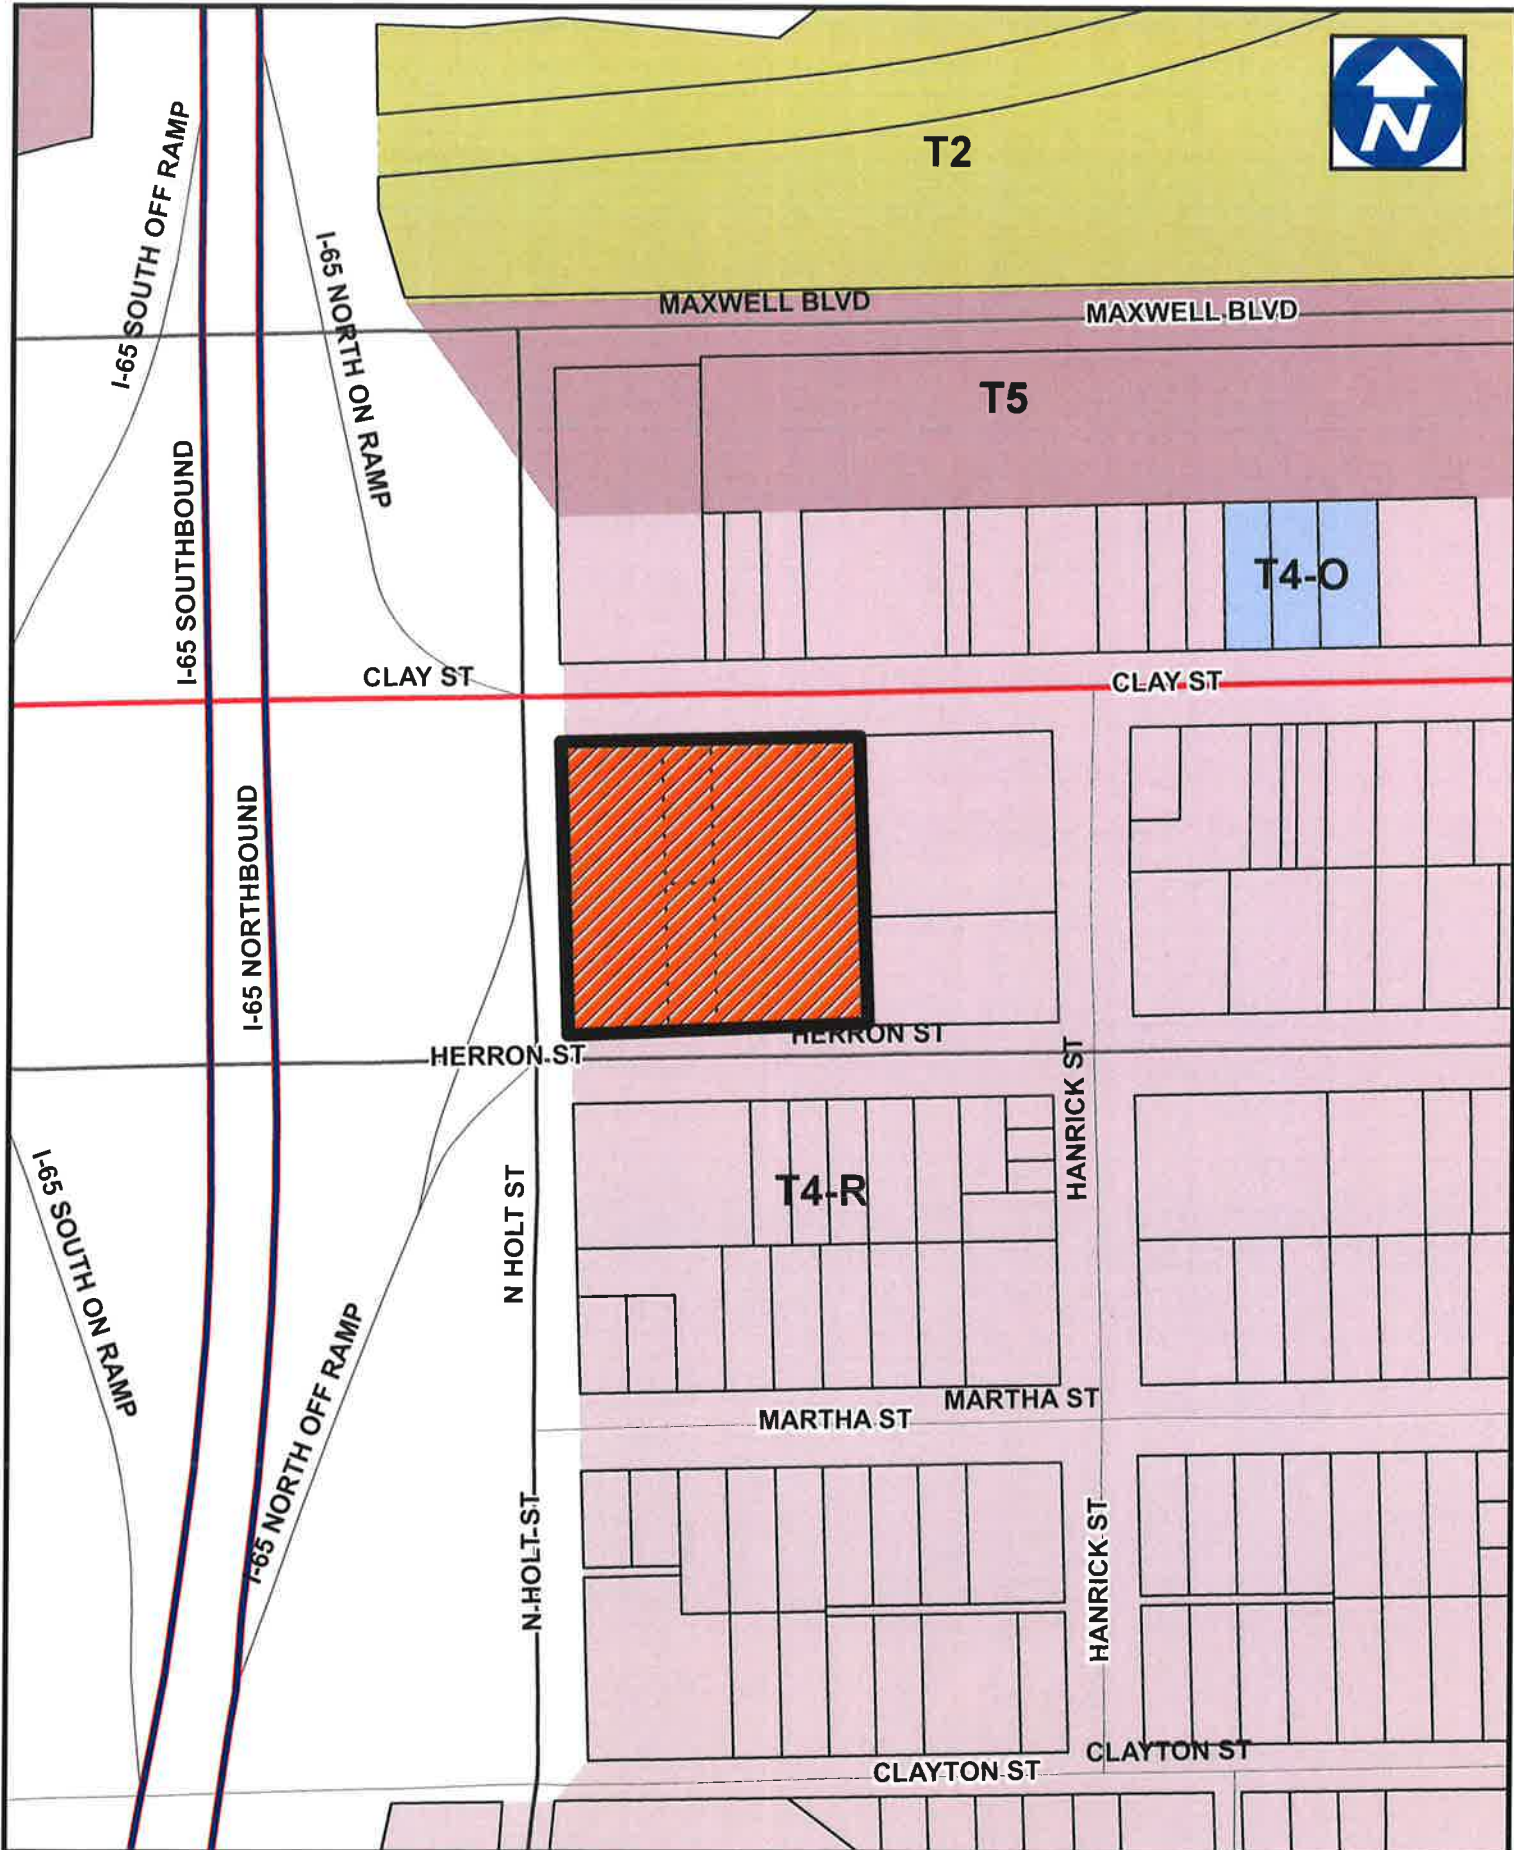 I-65 SOUTH OFF RAMP
I-65 NORTH ON RAMP
T2
N
MAXWELL BLVD
MAXWELL BLVD
T5
I-65 SOUTHBOUND
T4-O
CLAY ST
CLAY ST
I-65 NORTHBOUND
HERRON ST
HERRON ST
HANRICK ST
I-65 SOUTH ON RAMP
N HOLT ST
T4-R
I-65 NORTH OFF RAMP
MARTHA ST
MARTHA ST
N HOLT ST
HANRICK ST
CLAYTON ST
CLAYTON ST